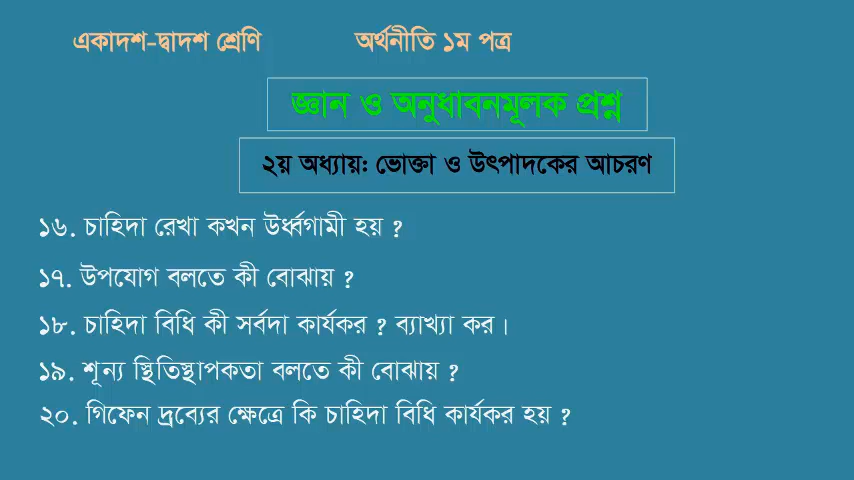 একাদশ-দ্বাদশ শ্রেণি অর্থনীতি ১ম পত্র
জ্ঞান ও অনুধাবনমূলক প্রশ্ন
২য় অধ্যায়: ভোক্তা ও উৎপাদকের আচরণ
১৬. চাহিদা রেখা কখন উর্ধ্বগামী হয় ?
১৭. উপযোগ বলতে কী বোঝায় ?
১৮. চাহিদা বিধি কী সর্বদা কার্যকর ? ব্যাখ্যা কর।
১৯. শূন্য স্থিতিস্থাপকতা বলতে কী বোঝায় ?
২০. গিফেন দ্রব্যের ক্ষেত্রে কি চাহিদা বিধি কার্যকর হয় ?